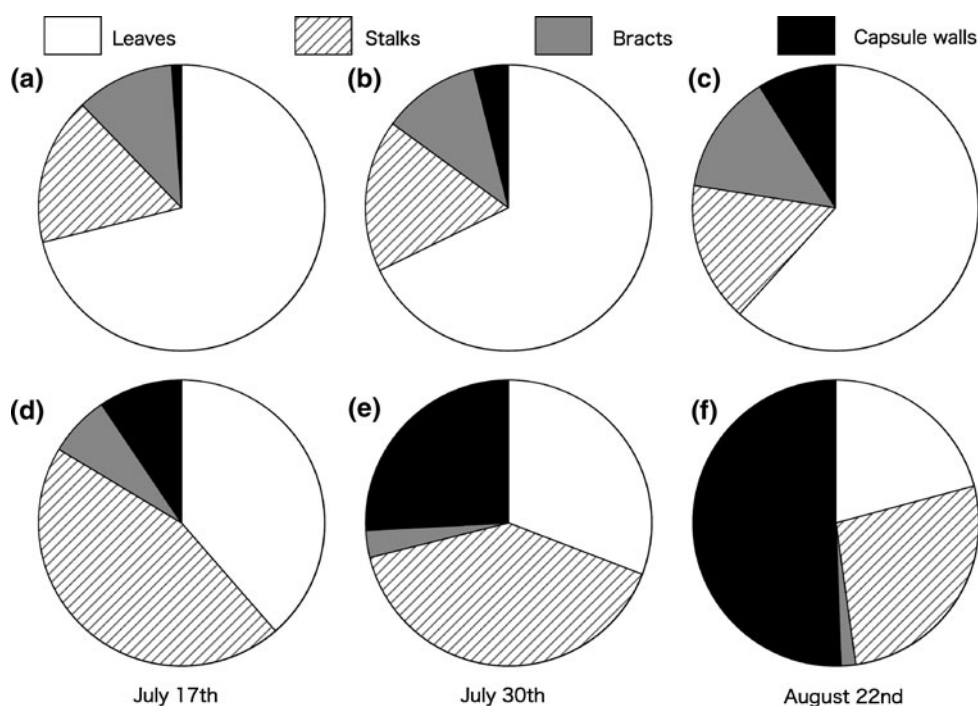 Leaves Stalks Bracts Capsule walls
(a) (b) (c)
(d) (e) (f)
July 17th July 30th August 22nd